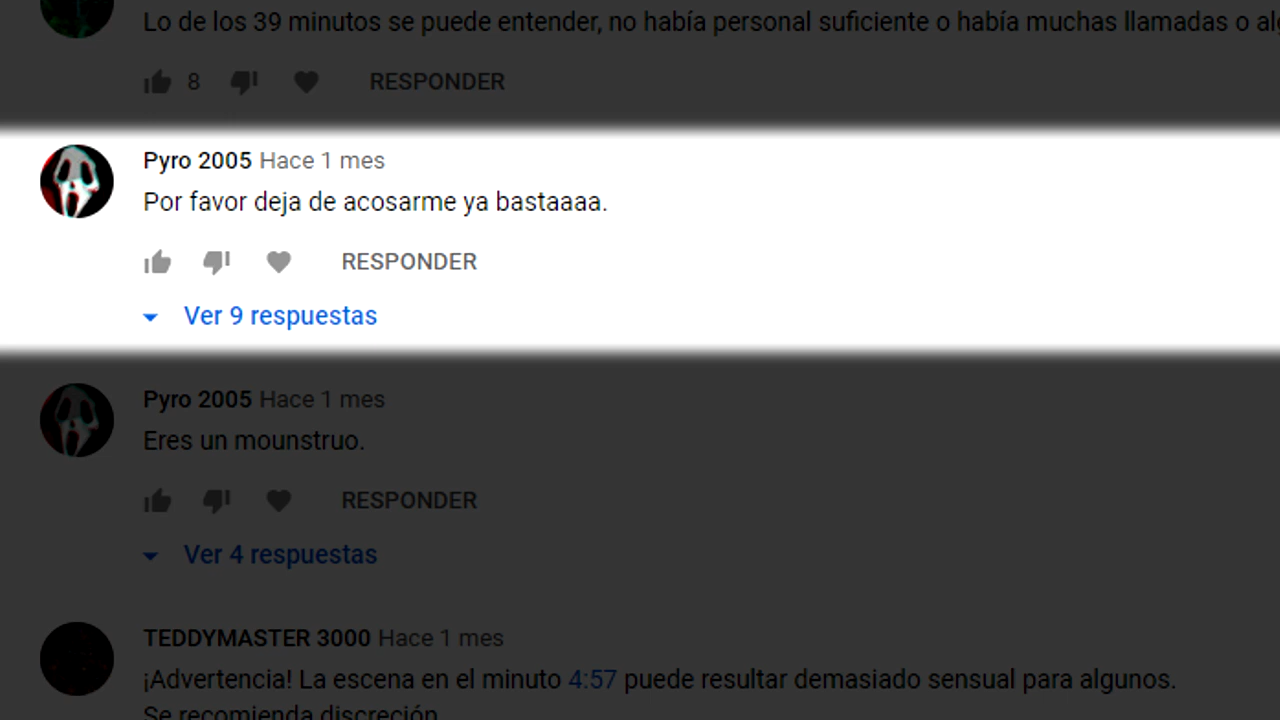 Lo de los 39 minutos se puede entender, no había personal suficiente o había muchas llamadas o
8 RESPONDER
Pyro 2005 Hace 1 mes
Por favor deja de acosarme ya bastaaaa.
RESPONDER
Ver 9 respuestas
Pyro 2005 Hace 1 mes
Eres un mounstruo.
RESPONDER
Ver 4 respuestas
TEDDYMASTER 3000 Hace 1 mes
¡Advertencia! La escena en el minuto 4:57 puede resultar demasiado sensual para algunos.
Se recomienda discreción